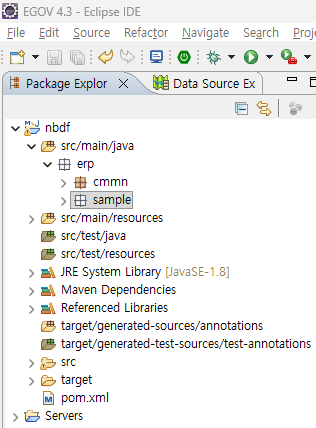 EGOV 4.3 - Eclipse IDE
File Edit Source Refactor Navigate Search Proje
Package Explor Data Source Ex
nbdf
src/main/java
erp
cmmn
sample
src/main/resources
src/test/java
src/test/resources
JRE System Library [JavaSE-1.8]
Maven Dependencies
Referenced Libraries
target/generated-sources/annotations
target/generated-test-sources/test-annotations
src
target
pom.xml
Servers